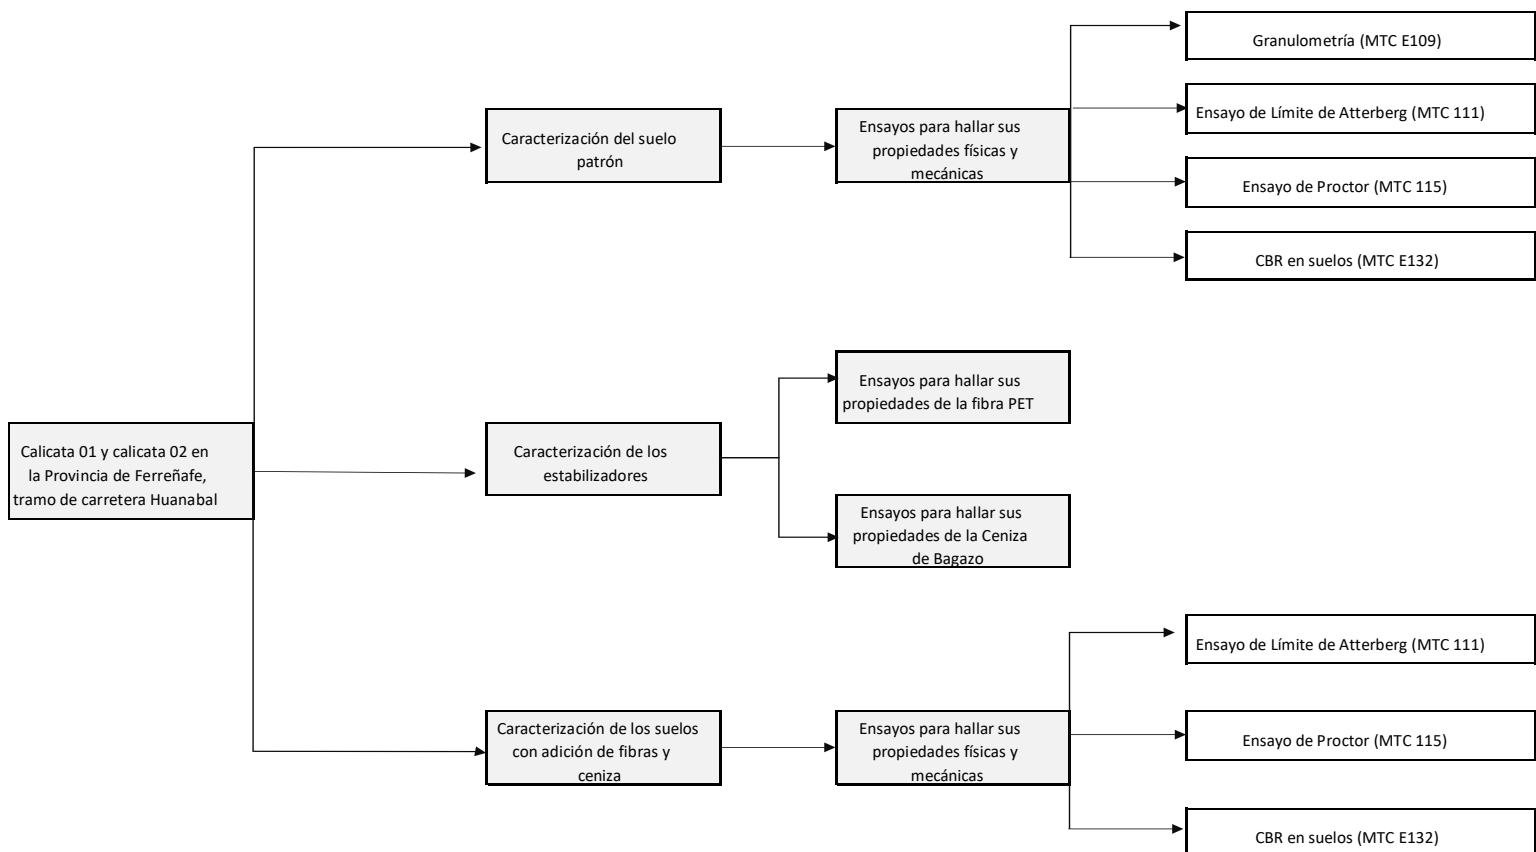 Granulometría (MTC E109)
Ensayo de Límite de Atterberg (MTC 111)
Caracterización del suelo
patrón
Ensayos para hallar sus
propiedades físicas y
mecánicas
Ensayo de Proctor (MTC 115)
CBR en suelos (MTC E132)
Ensayos para hallar sus
propiedades de la fibra PET
Calicata 01 y calicata 02 en
la Provincia de Ferreñafe,
tramo de carretera Huanabal
Caracterización de los
estabilizadores
Ensayos para hallar sus
propiedades de la Ceniza
de Bagazo
Ensayo de Límite de Atterberg (MTC 111)
Caracterización de los suelos
con adición de fibras y
ceniza
Ensayos para hallar sus
propiedades físicas y
mecánicas
Ensayo de Proctor (MTC 115)
CBR en suelos (MTC E132)